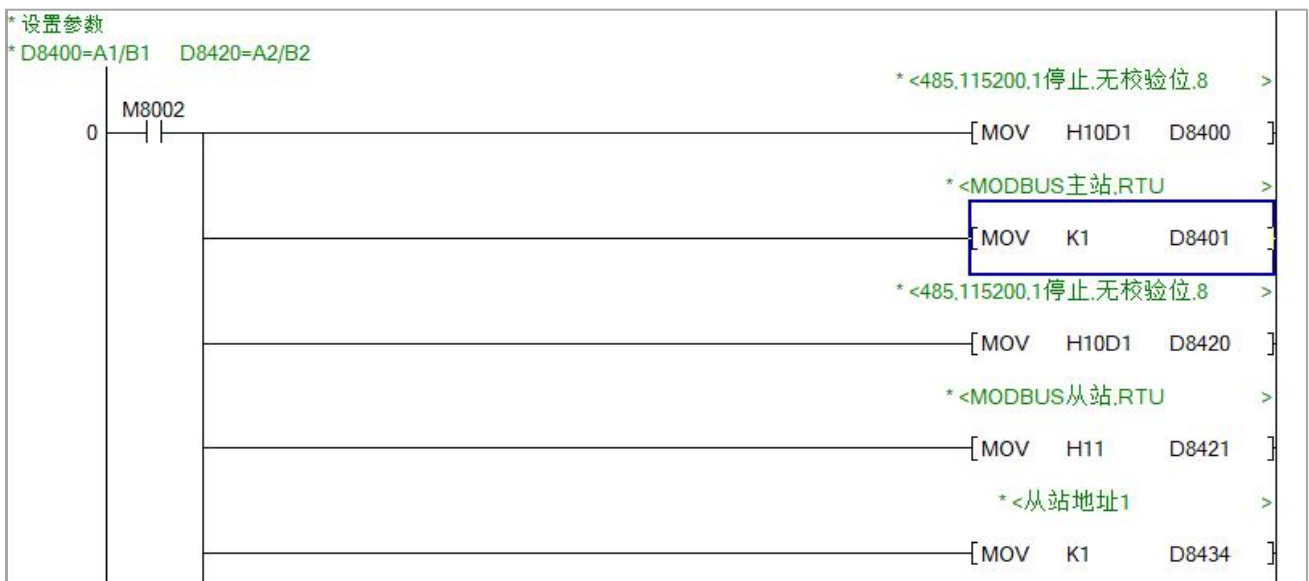 * 设置参数
* D8400=A1/B1 D8420=A2/B2
* <485,115200,1停止,无校验位,8 >
M8002
0 [MOV H10D1 D8400 ]
* <MODBUS主站,RTU >
[MOV K1 D8401 ]
* <485,115200,1停止,无校验位,8 >
[MOV H10D1 D8420 ]
* <MODBUS从站,RTU >
[MOV H11 D8421 ]
* <从站地址1 >
[MOV K1 D8434 ]